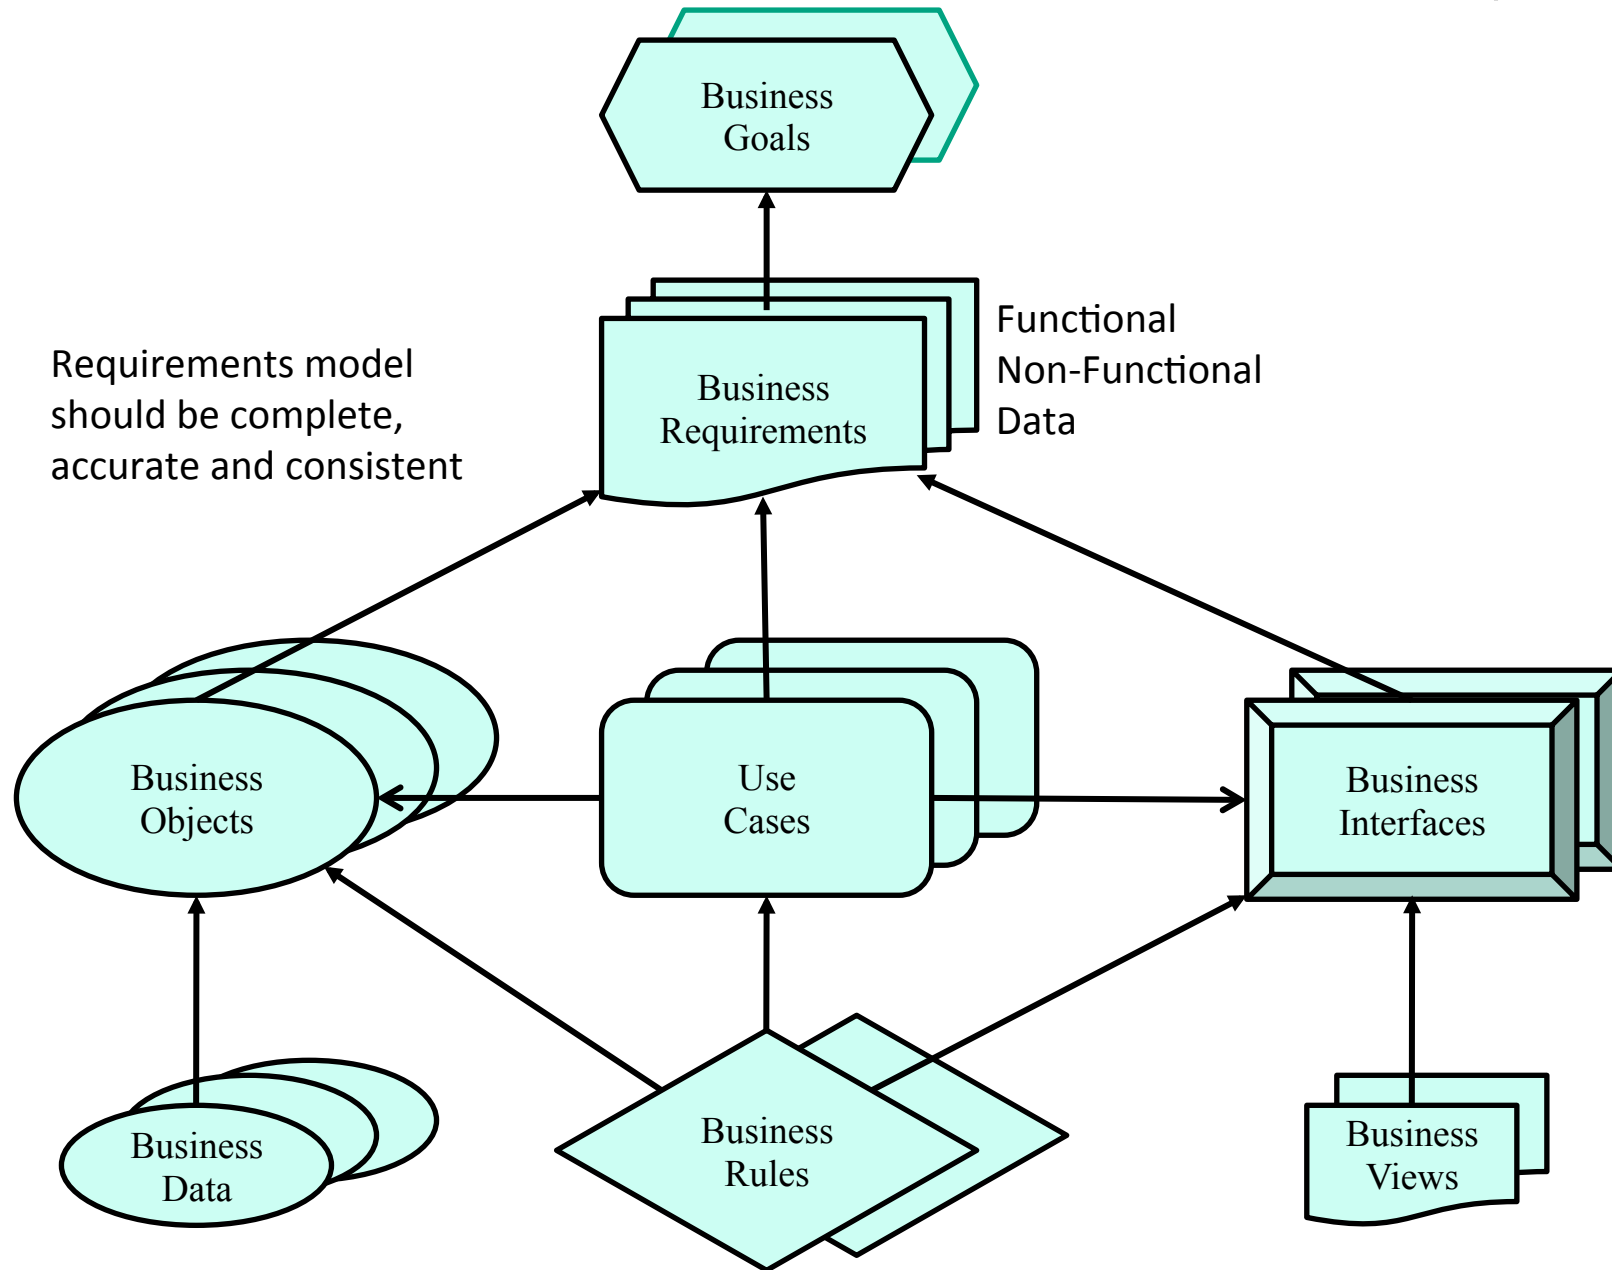 Business
Goals
Functional
Non-Functional
Data
Requirements model
should be complete,
accurate and consistent
Business
Requirements
Business
Objects
Use
Cases
Business
Interfaces
Business
Data
Business
Rules
Business
Views